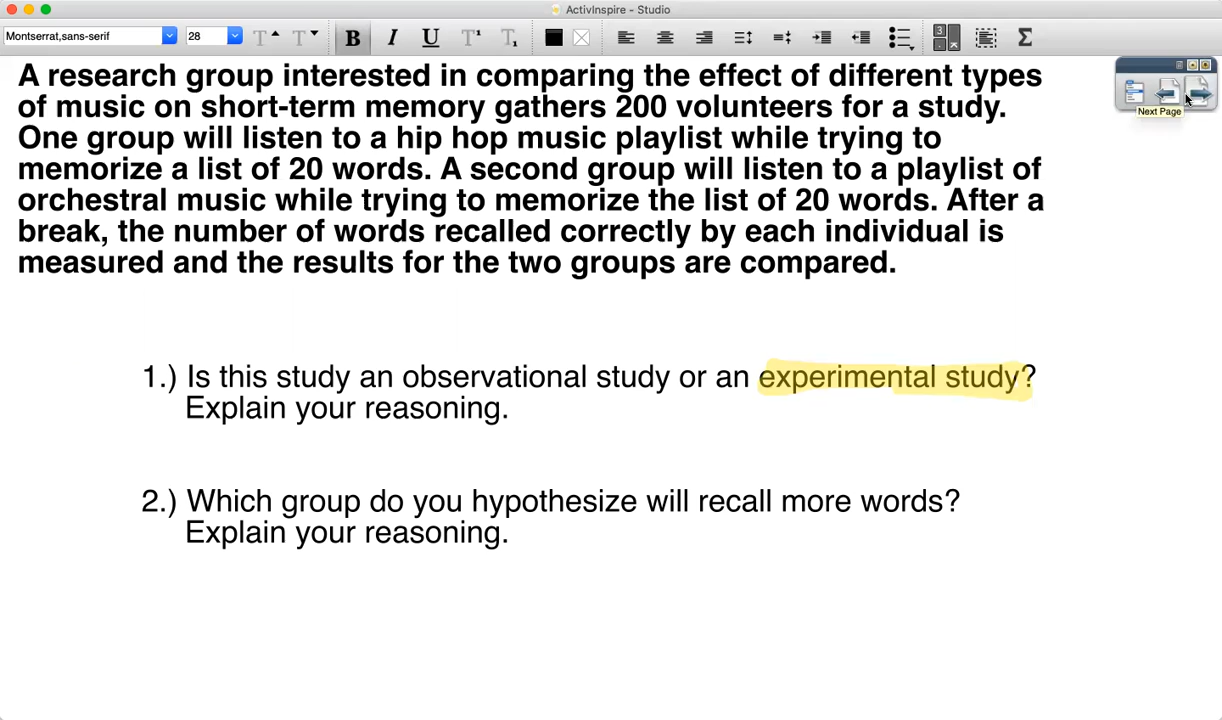 ActivInspire - Studio
Montserrat,sans-serif 28 B I U T¹ T₁ Σ
Next Page
A research group interested in comparing the effect of different types
of music on short-term memory gathers 200 volunteers for a study.
One group will listen to a hip hop music playlist while trying to
memorize a list of 20 words. A second group will listen to a playlist of
orchestral music while trying to memorize the list of 20 words. After a
break, the number of words recalled correctly by each individual is
measured and the results for the two groups are compared.
1.) Is this study an observational study or an experimental study?
Explain your reasoning.
2.) Which group do you hypothesize will recall more words?
Explain your reasoning.